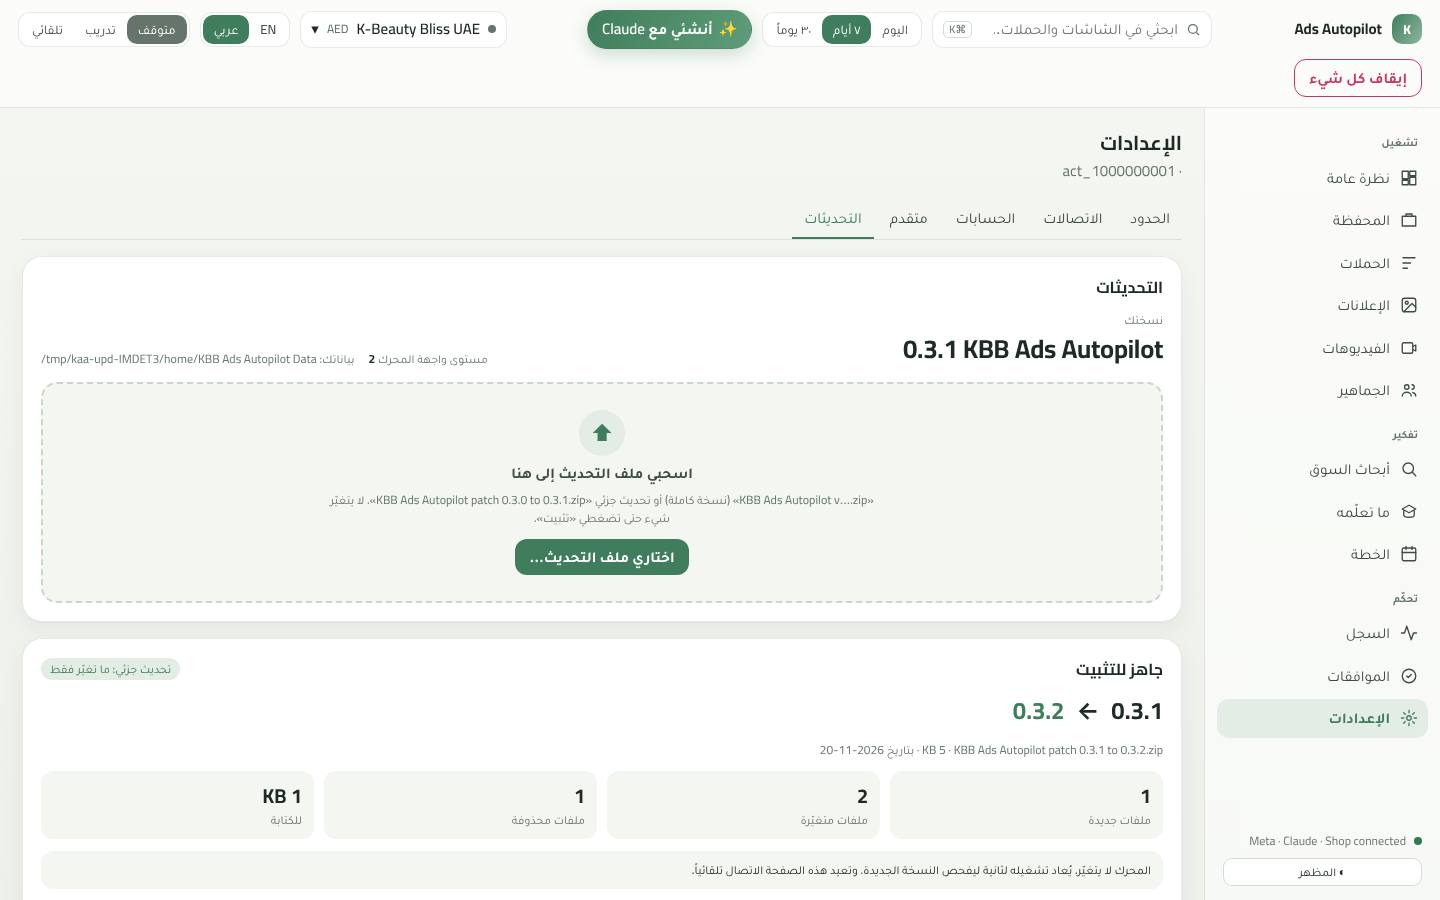 K Ads Autopilot
ابحثي في الشاشات والحملات.. K⌘
اليوم ٧ أيام ٣٠ يوماً
✨ أنشئي مع Claude
K-Beauty Bliss UAE AED ▾
EN عربي
متوقف تدريب تلقائي
إيقاف كل شيء
تشغيل
نظرة عامة
المحفظة
الحملات
الإعلانات
الفيديوهات
الجماهير
تفكير
أبحاث السوق
ما تعلّمه
الخطة
تحكّم
السجل
الموافقات
الإعدادات
Meta · Claude · Shop connected
المظهر
الإعدادات
· act_1000000001
الحدود الاتصالات الحسابات متقدم التحديثات
التحديثات
نسختك
0.3.1 KBB Ads Autopilot
مستوى واجهة المحرك 2 بياناتك: /tmp/kaa-upd-IMDET3/home/KBB Ads Autopilot Data
اسحبي ملف التحديث إلى هنا
«KBB Ads Autopilot v….zip» (نسخة كاملة) أو تحديث جزئي «KBB Ads Autopilot patch 0.3.0 to 0.3.1.zip». لا يتغيّر
شيء حتى تضغطي «تثبيت».
اختاري ملف التحديث…
جاهز للتثبيت تحديث جزئي: ما تغيّر فقط
0.3.1 ← 0.3.2
KBB Ads Autopilot patch 0.3.1 to 0.3.2.zip · 5 KB · بتاريخ 2026-11-20
1
ملفات جديدة
2
ملفات متغيّرة
1
ملفات محذوفة
1 KB
للكتابة
المحرك لا يتغيّر. يُعاد تشغيله لثانية ليفحص النسخة الجديدة. وتعيد هذه الصفحة الاتصال تلقائياً.